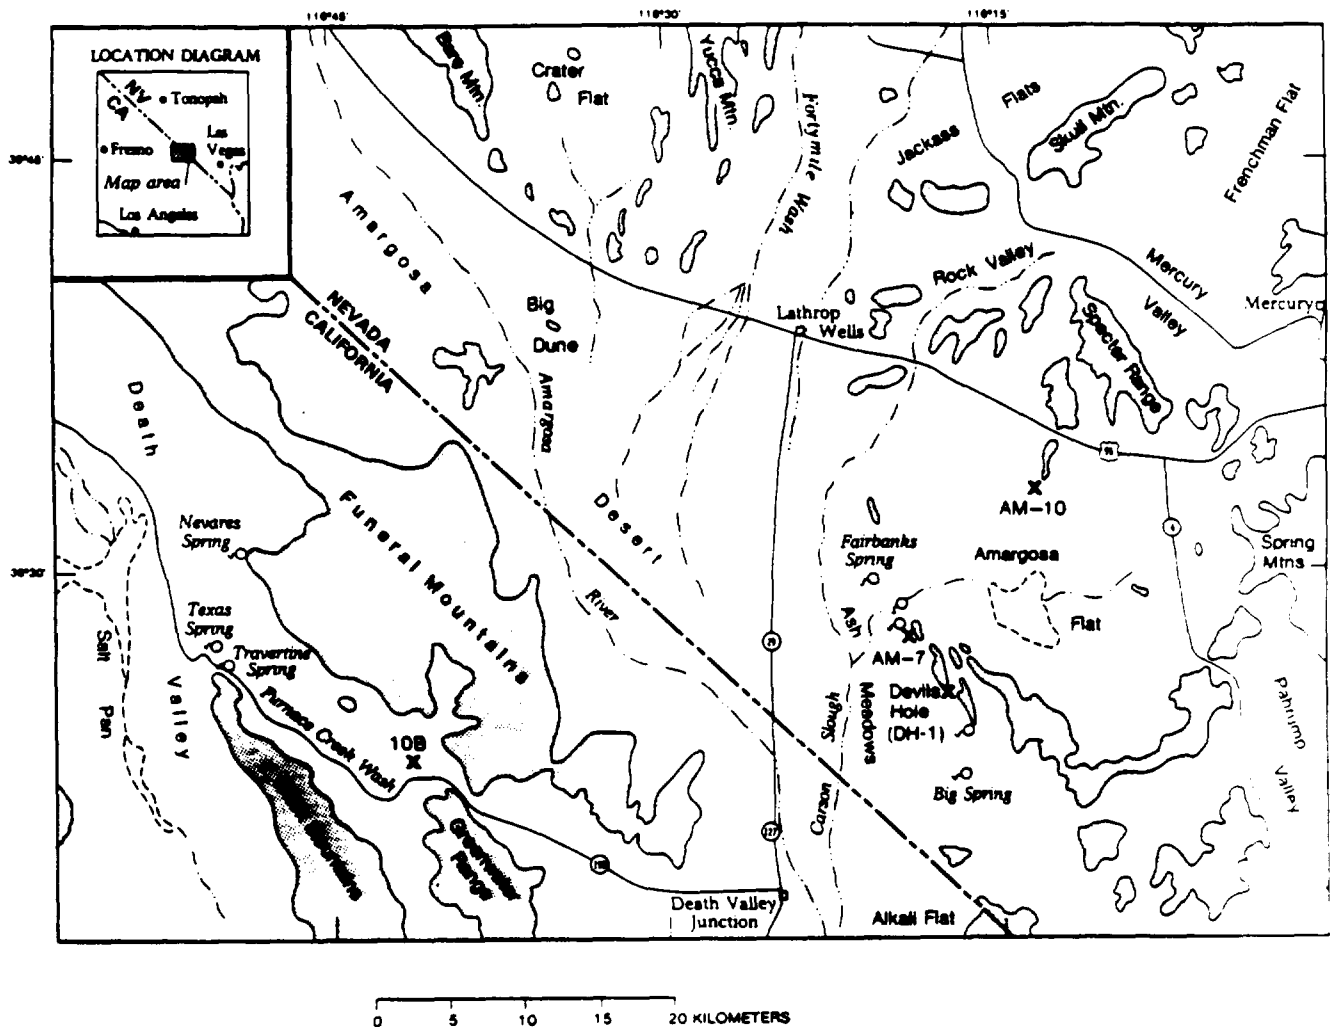 116°45'
116°30'
116°15'
LOCATION DIAGRAM
NV
CA
Tonopah
Las
Vegas
Fresno
Map area
Los Angeles
36°45'
36°30'
Bare Mtn.
Crater
Flat
Yucca Mtn.
Fortymile Wash
Jackass
Flats
Skull Mtn.
Frenchman Flat
Amargosa
Desert
Rock Valley
Mercury
Valley
Mercury
NEVADA
CALIFORNIA
Big
Dune
Amargosa
River
Lathrop
Wells
Specter Range
95
AM-10
Death
Valley
Funeral Mountains
Nevares
Spring
Fairbanks
Spring
Amargosa
Flat
Spring
Mtns
4
Texas
Spring
Travertine
Spring
Salt
Pan
Furnace Creek Wash
10B
29
Ash
Meadows
AM-7
Devils
Hole
(DH-1)
Carson
Slough
Big Spring
Pahrump
Valley
127
190
Mountains
Greenwater
Range
Death Valley
Junction
Alkali Flat
0 5 10 15 20 KILOMETERS